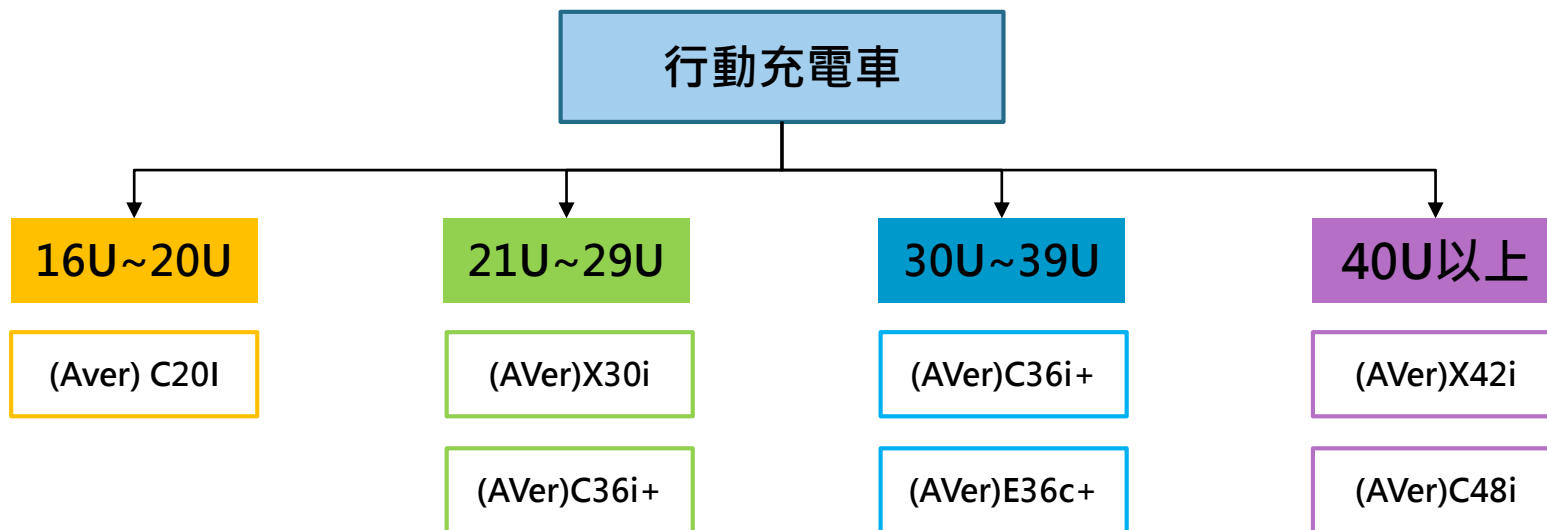 行動充電車
16U~20U
21U~29U
30U~39U
40U以上
(Aver) C20I
(AVer)X30i
(AVer)C36i+
(AVer)X42i
(AVer)C36i+
(AVer)E36c+
(AVer)C48i